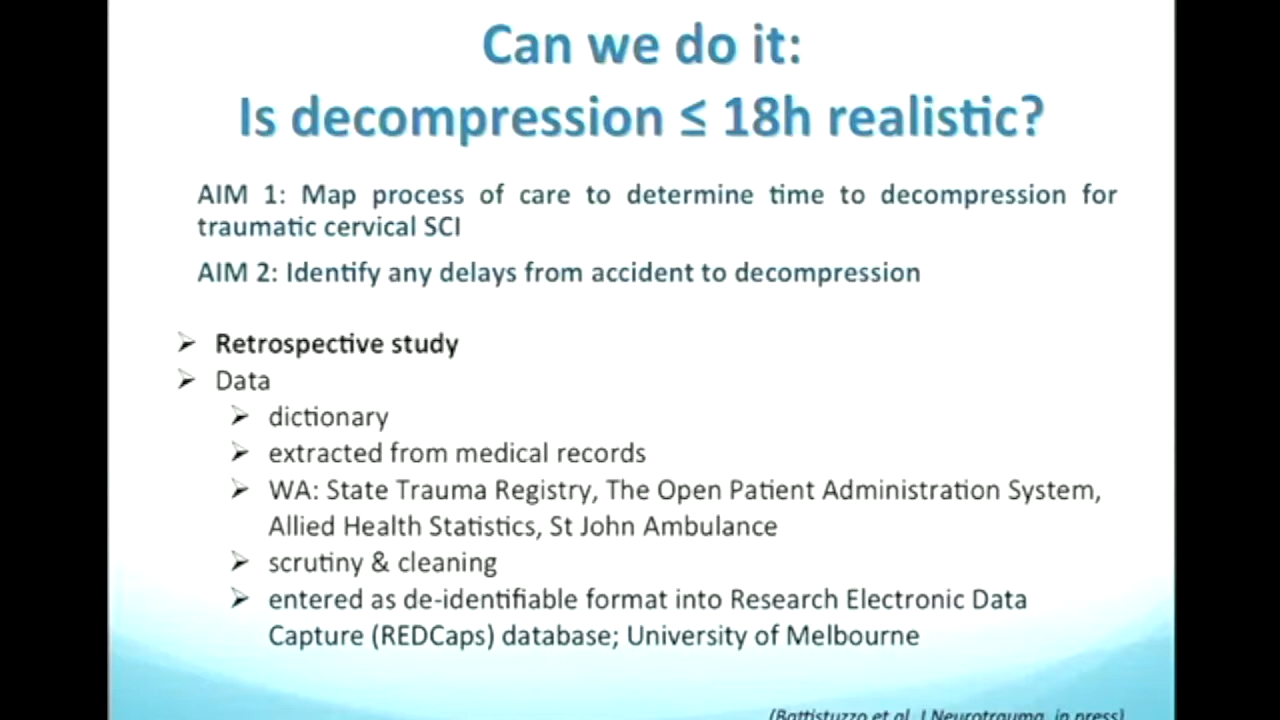 Can we do it:
Is decompression ≤ 18h realistic?
AIM 1: Map process of care to determine time to decompression for
traumatic cervical SCI
AIM 2: Identify any delays from accident to decompression
Retrospective study
Data
dictionary
extracted from medical records
WA: State Trauma Registry, The Open Patient Administration System,
Allied Health Statistics, St John Ambulance
scrutiny & cleaning
entered as de-identifiable format into Research Electronic Data
Capture (REDCaps) database; University of Melbourne
(Battistuzzo et al, J Neurotrauma, in press)